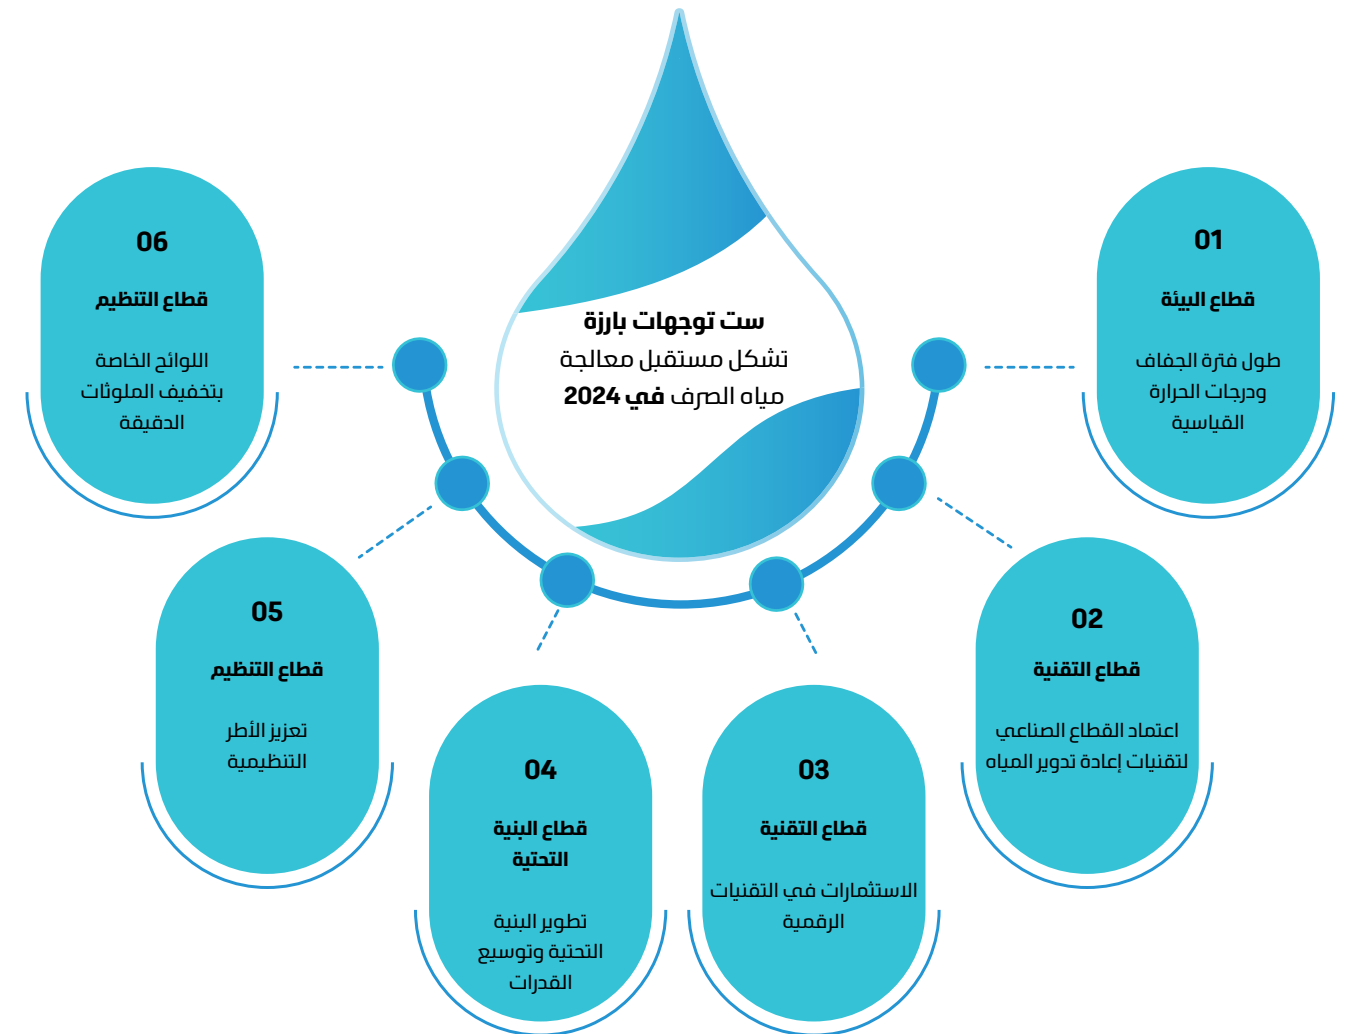 ست توجهات بارزة
تشكل مستقبل معالجة
مياه الصرف في 2024
01
قطاع البيئة
طول فترة الجفاف
ودرجات الحرارة
القياسية
02
قطاع التقنية
اعتماد القطاع الصناعي
لتقنيات إعادة تدوير المياه
03
قطاع التقنية
الاستثمارات في التقنيات
الرقمية
04
قطاع البنية
التحتية
تطوير البنية
التحتية وتوسيع
القدرات
05
قطاع التنظيم
تعزيز الأطر
التنظيمية
06
قطاع التنظيم
اللوائح الخاصة
بتخفيف الملوثات
الدقيقة